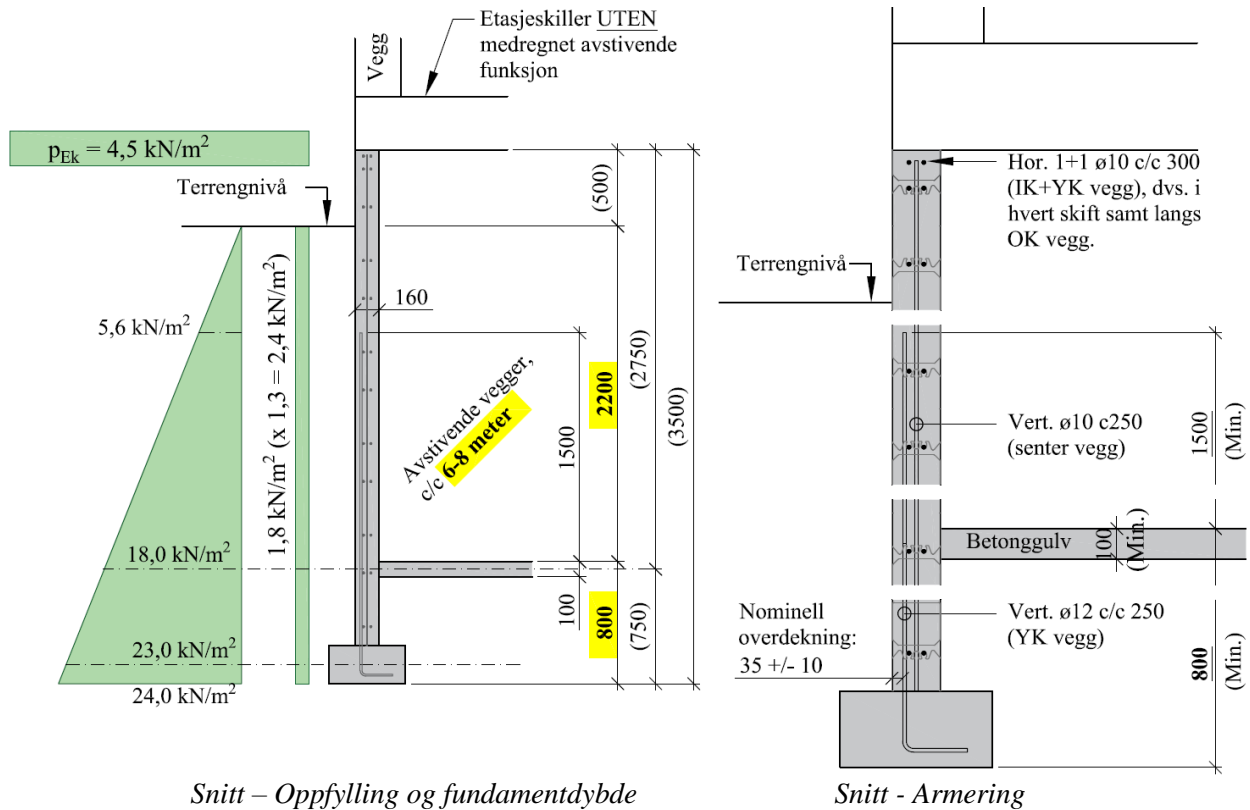 Etasjeskiller UTEN
medregnet avstivende
funksjon
Vegg
p_Ek = 4,5 kN/m²
Terrengnivå
(500)
5,6 kN/m²
1,8 kN/m² (x 1,3 = 2,4 kN/m²)
160
Avstivende vegger,
c/c 6-8 meter
1500
2200
(2750)
(3500)
18,0 kN/m²
100
800
(750)
23,0 kN/m²
24,0 kN/m²
Snitt – Oppfylling og fundamentdybde
Hor. 1+1 ø10 c/c 300
(IK+YK vegg), dvs. i
hvert skift samt langs
OK vegg.
Terrengnivå
Vert. ø10 c250
(senter vegg)
1500
(Min.)
Betonggulv
100
(Min.)
Nominell
overdekning:
35 +/- 10
Vert. ø12 c/c 250
(YK vegg)
800
(Min.)
Snitt - Armering